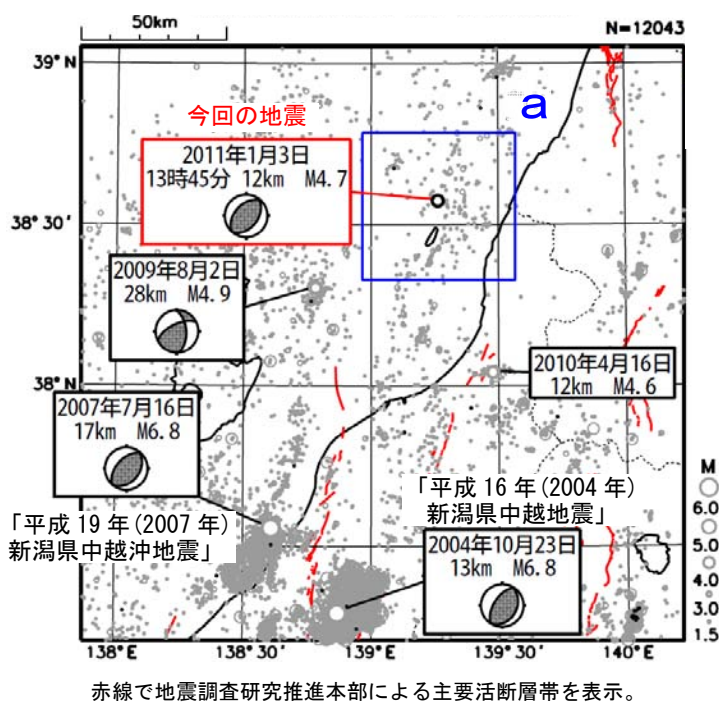 50km
N=12043
39°N
a
今回の地震
2011年1月3日
13時45分 12km M4.7
38°30′
2009年8月2日
28km M4.9
2010年4月16日
12km M4.6
38°N
2007年7月16日
17km M6.8
「平成 19 年(2007 年)
新潟県中越沖地震」
「平成 16 年(2004 年)
新潟県中越地震」
2004年10月23日
13km M6.8
M
6.0
5.0
4.0
3.0
1.5
138°E
138°30′
139°E
139°30′
140°E
赤線で地震調査研究推進本部による主要活断層帯を表示。